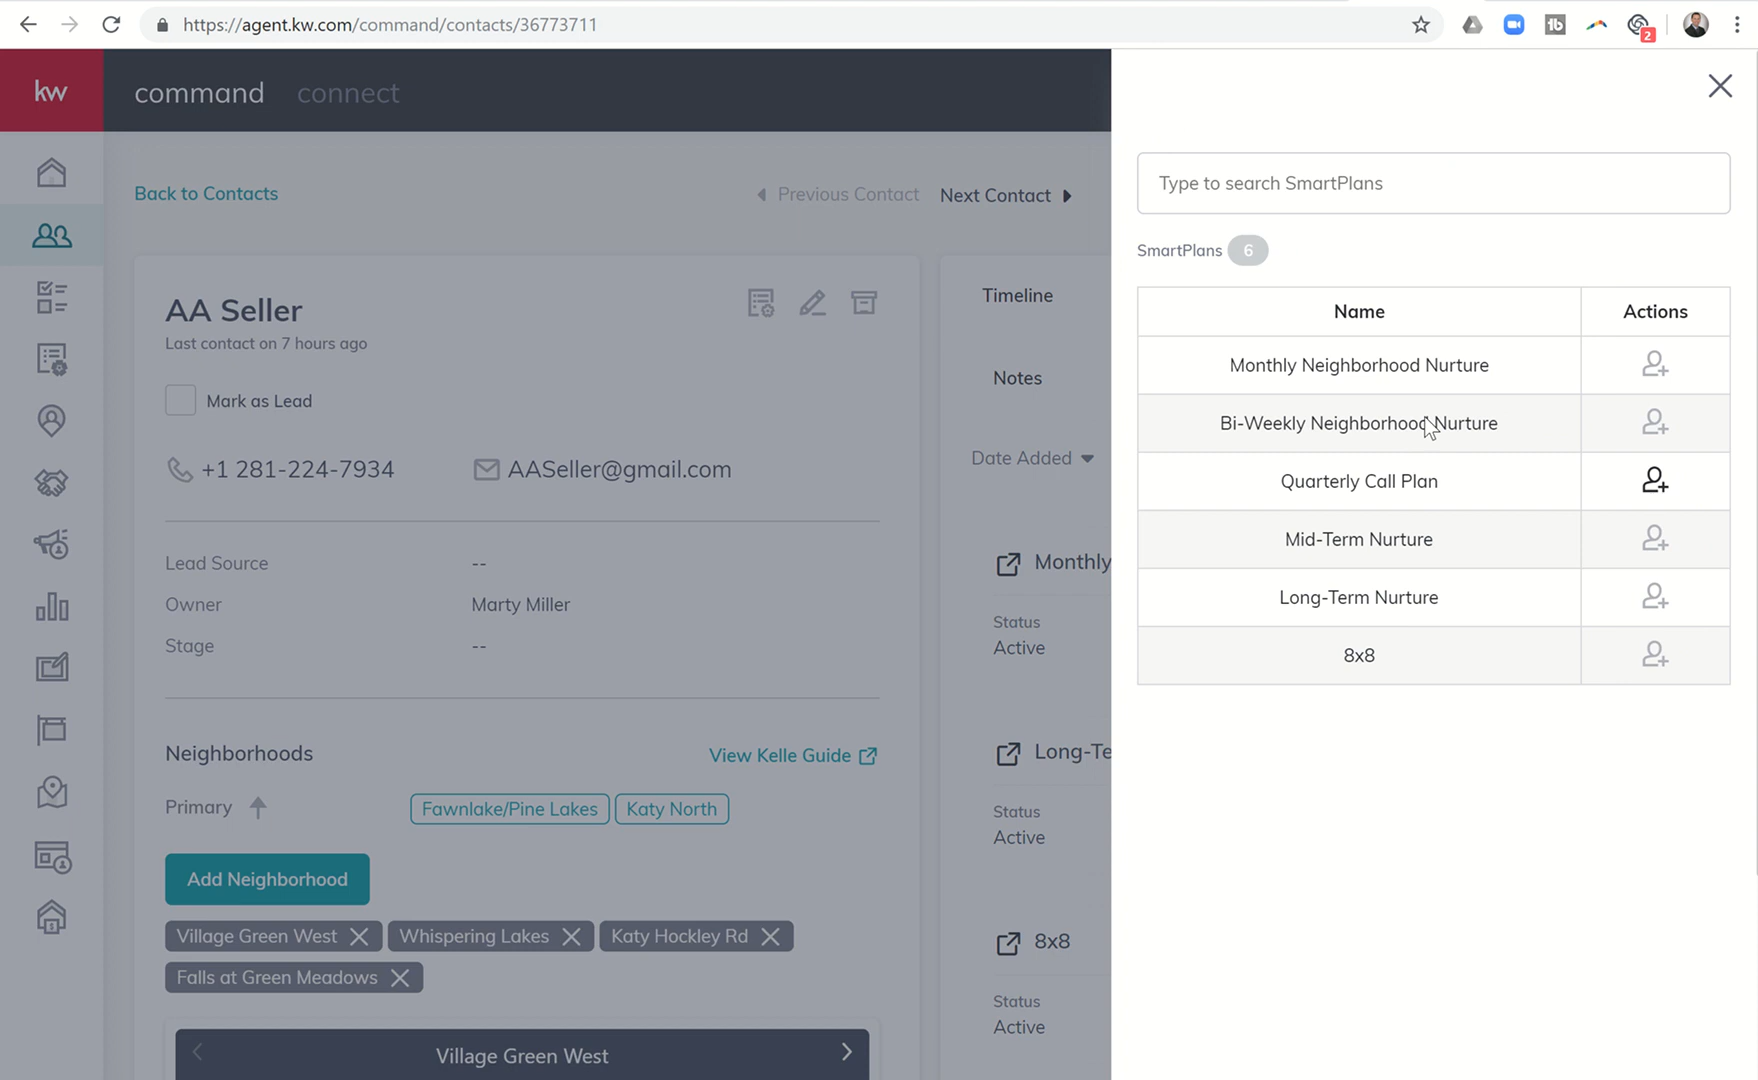 https://agent.kw.com/command/contacts/36773711
2
kw
command connect
Back to Contacts
Previous Contact Next Contact
AA Seller
Last contact on 7 hours ago
Mark as Lead
+1 281-224-7934 AASeller@gmail.com
Lead Source --
Owner Marty Miller
Stage --
Neighborhoods View Kelle Guide
Primary Fawnlake/Pine Lakes Katy North
Add Neighborhood
Village Green West Whispering Lakes Katy Hockley Rd
Falls at Green Meadows
Village Green West
Timeline
Notes
Date Added
Monthly
Status
Active
Long-Te
Status
Active
8x8
Status
Active
Type to search SmartPlans
SmartPlans 6
Name Actions
Monthly Neighborhood Nurture
Bi-Weekly Neighborhood Nurture
Quarterly Call Plan
Mid-Term Nurture
Long-Term Nurture
8x8